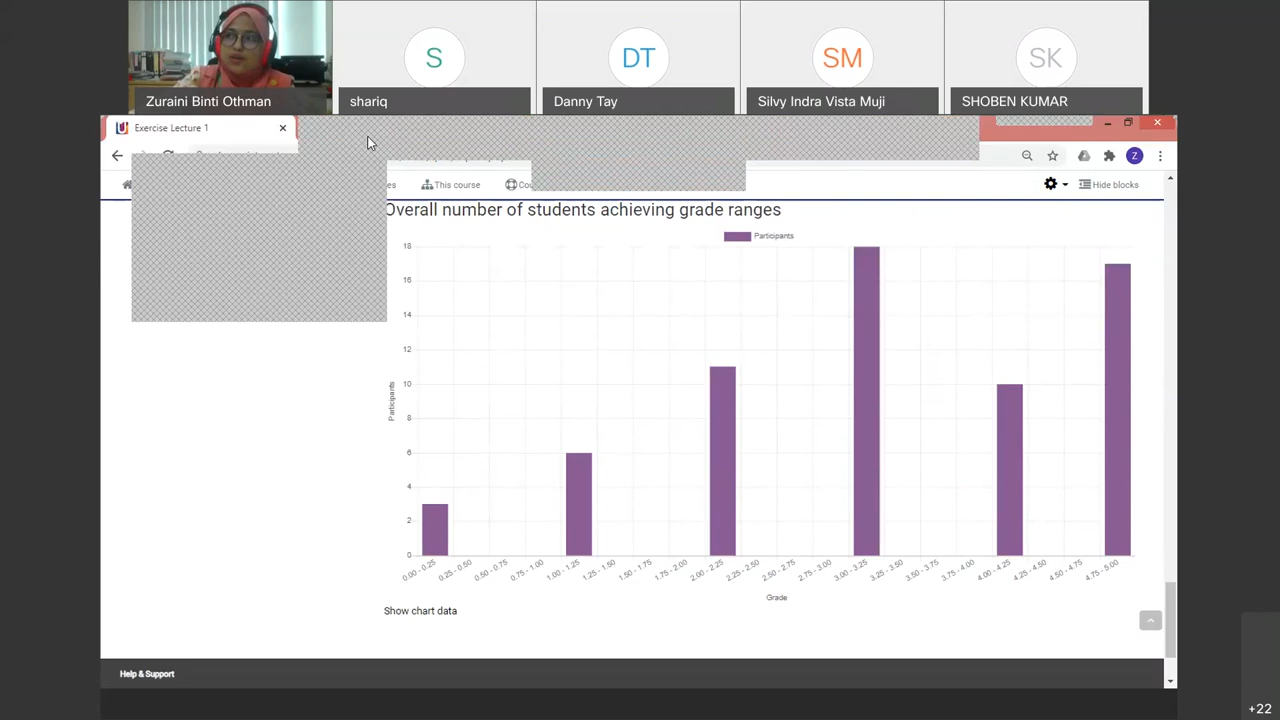 S
DT
SM
SK
Zuraini Binti Othman
shariq
Danny Tay
Silvy Indra Vista Muji
SHOBEN KUMAR
Exercise Lecture 1
Z
This course
Hide blocks
Overall number of students achieving grade ranges
Participants
18
16
14
12
10
8
6
4
2
0
Participants
0.00 - 0.25
0.25 - 0.50
0.50 - 0.75
0.75 - 1.00
1.00 - 1.25
1.25 - 1.50
1.50 - 1.75
1.75 - 2.00
2.00 - 2.25
2.25 - 2.50
2.50 - 2.75
2.75 - 3.00
3.00 - 3.25
3.25 - 3.50
3.50 - 3.75
3.75 - 4.00
4.00 - 4.25
4.25 - 4.50
4.50 - 4.75
4.75 - 5.00
Grade
Show chart data
Help & Support
+22